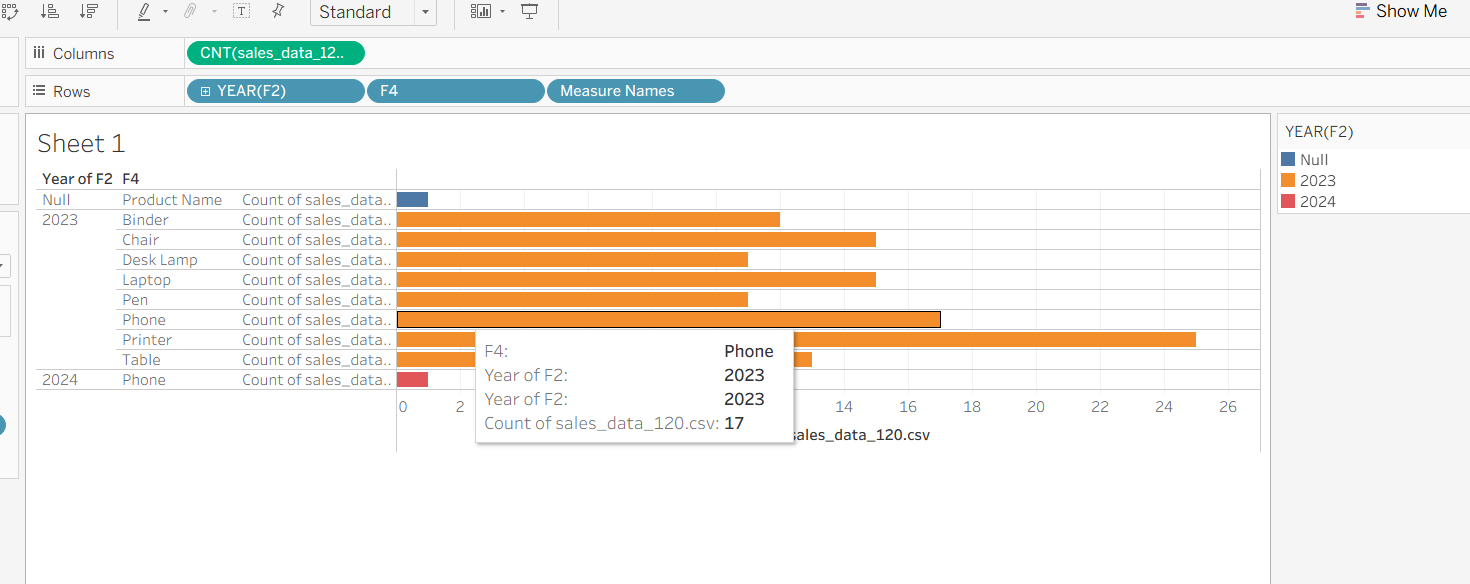 T Standard Show Me
Columns CNT(sales_data_12..
Rows YEAR(F2) F4 Measure Names
Sheet 1
YEAR(F2)
Null
2023
2024
Year of F2 F4
Null Product Name Count of sales_data..
2023 Binder Count of sales_data..
Chair Count of sales_data..
Desk Lamp Count of sales_data..
Laptop Count of sales_data..
Pen Count of sales_data..
Phone Count of sales_data..
Printer Count of sales_data..
Table Count of sales_data..
2024 Phone Count of sales_data..
F4: Phone
Year of F2: 2023
Year of F2: 2023
Count of sales_data_120.csv: 17
0 2 14 16 18 20 22 24 26
sales_data_120.csv